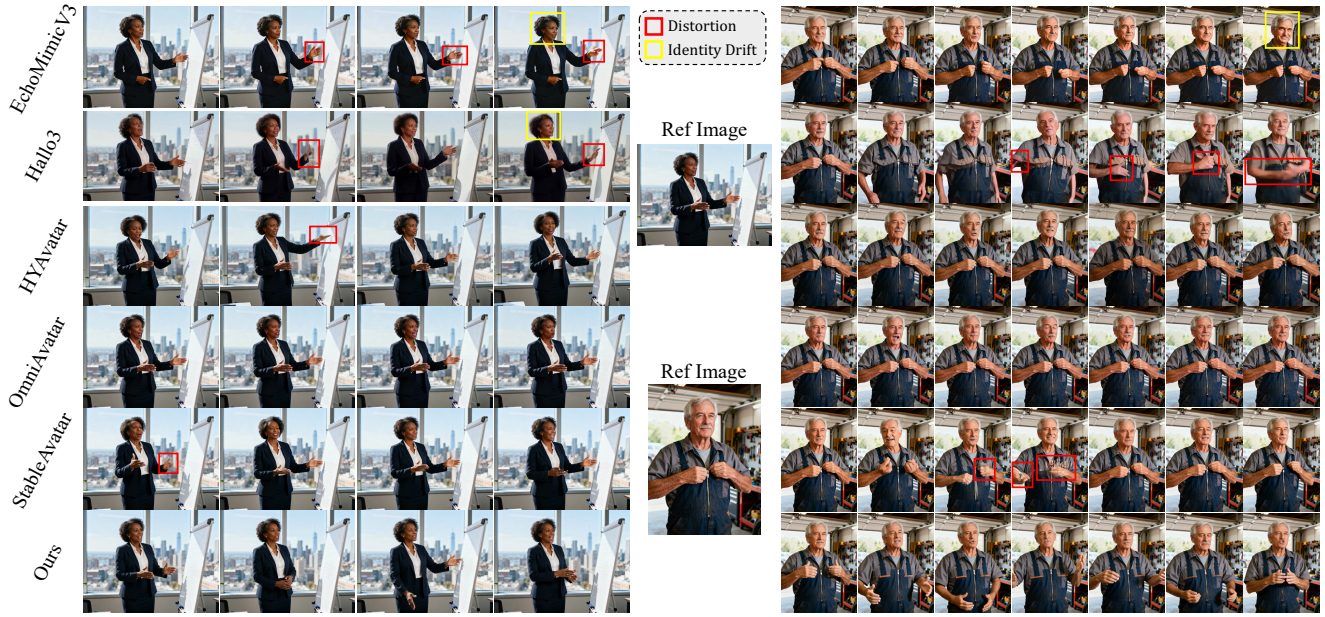 EchoMimicV3
Hallo3
HYAvatar
OmniAvatar
StableAvatar
Ours
Distortion
Identity Drift
Ref Image
Ref Image